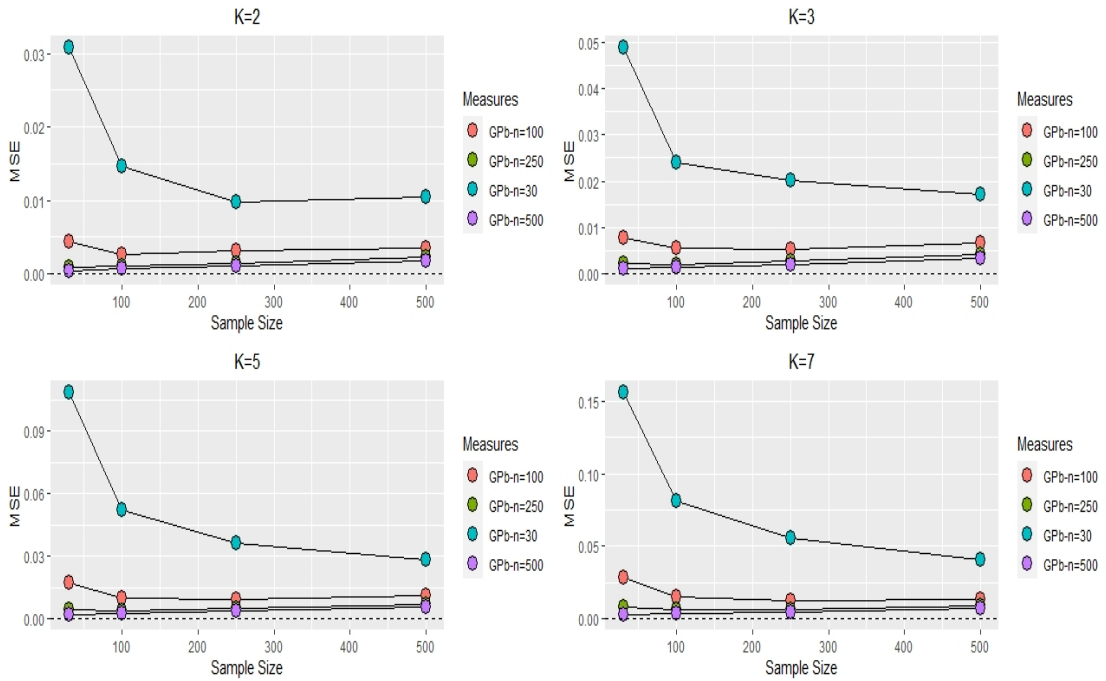 K=2
MSE
0.03
0.02
0.01
0.00
100
200
300
400
500
Sample Size
Measures
GPb-n=100
GPb-n=250
GPb-n=30
GPb-n=500
K=3
MSE
0.05
0.04
0.03
0.02
0.01
0.00
100
200
300
400
500
Sample Size
Measures
GPb-n=100
GPb-n=250
GPb-n=30
GPb-n=500
K=5
MSE
0.09
0.06
0.03
0.00
100
200
300
400
500
Sample Size
Measures
GPb-n=100
GPb-n=250
GPb-n=30
GPb-n=500
K=7
MSE
0.15
0.10
0.05
0.00
100
200
300
400
500
Sample Size
Measures
GPb-n=100
GPb-n=250
GPb-n=30
GPb-n=500